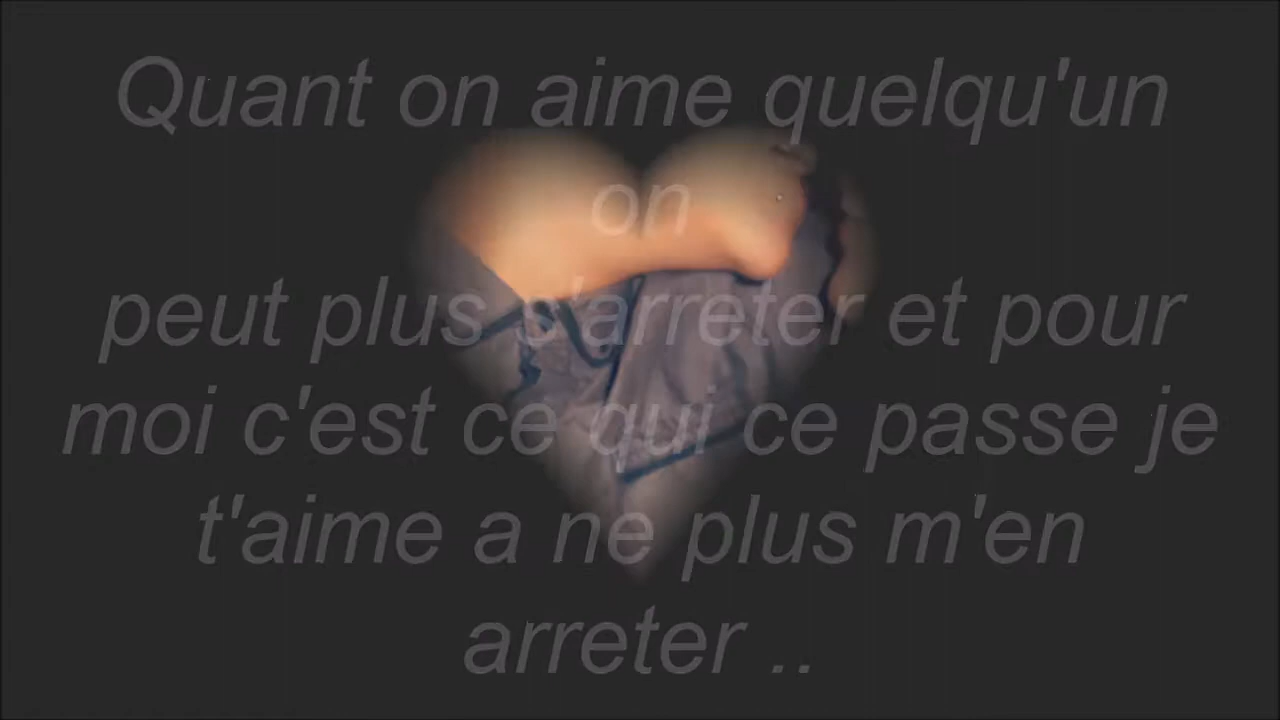 Quant on aime quelqu'un
on
peut plus s'arreter et pour
moi c'est ce qui ce passe je
t'aime a ne plus m'en
arreter ..